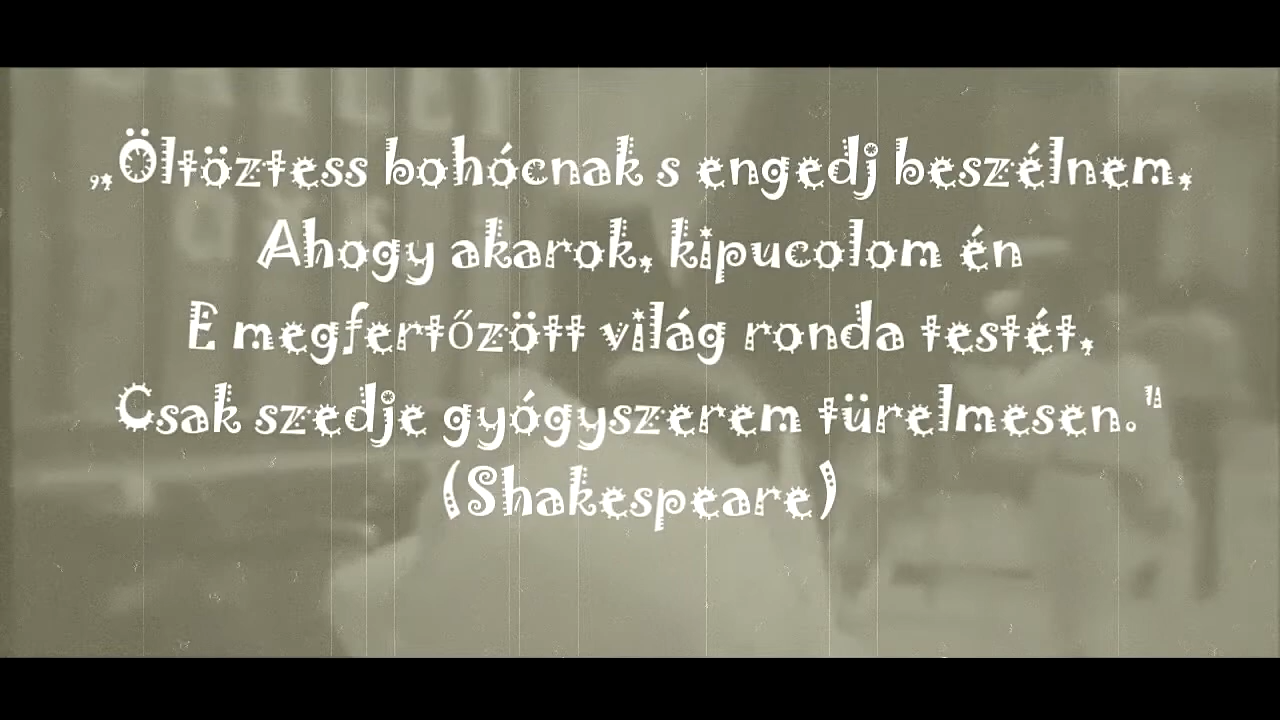 „Öltöztess bohócnak s engedj beszélnem,
Ahogy akarok, kipucolom én
E megfertőzött világ ronda testét,
Csak szedje gyógyszerem türelmesen."
(Shakespeare)